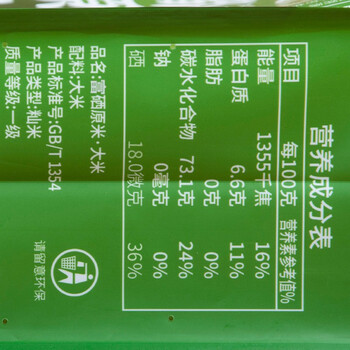 营养成分表
项目 每100克 营养素参考值%
能量 1355千焦 16%
蛋白质 6.6克 11%
脂肪 0克 0%
碳水化合物 73.1克 24%
钠 0毫克 0%
硒 18.0微克 36%
品名:富硒原米·大米
配料:大米
产品标准号:GB/T 1354
产品类型:籼米
质量等级:一级
请留意环保